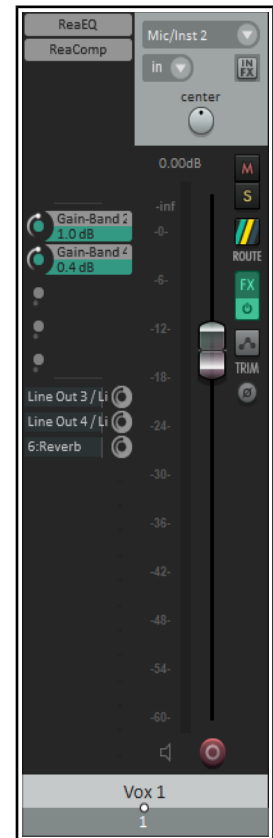 ReaEQ
ReaComp
Mic/Inst 2
in
IN
FX
center
0.00dB
M
S
ROUTE
FX
TRIM
Ø
-inf
-0-
-6-
-12-
-18-
-24-
-30-
-36-
-42-
-48-
-54-
-60-
Gain-Band 2
1.0 dB
Gain-Band 4
0.4 dB
Line Out 3 / Li
Line Out 4 / Li
6:Reverb
Vox 1
1